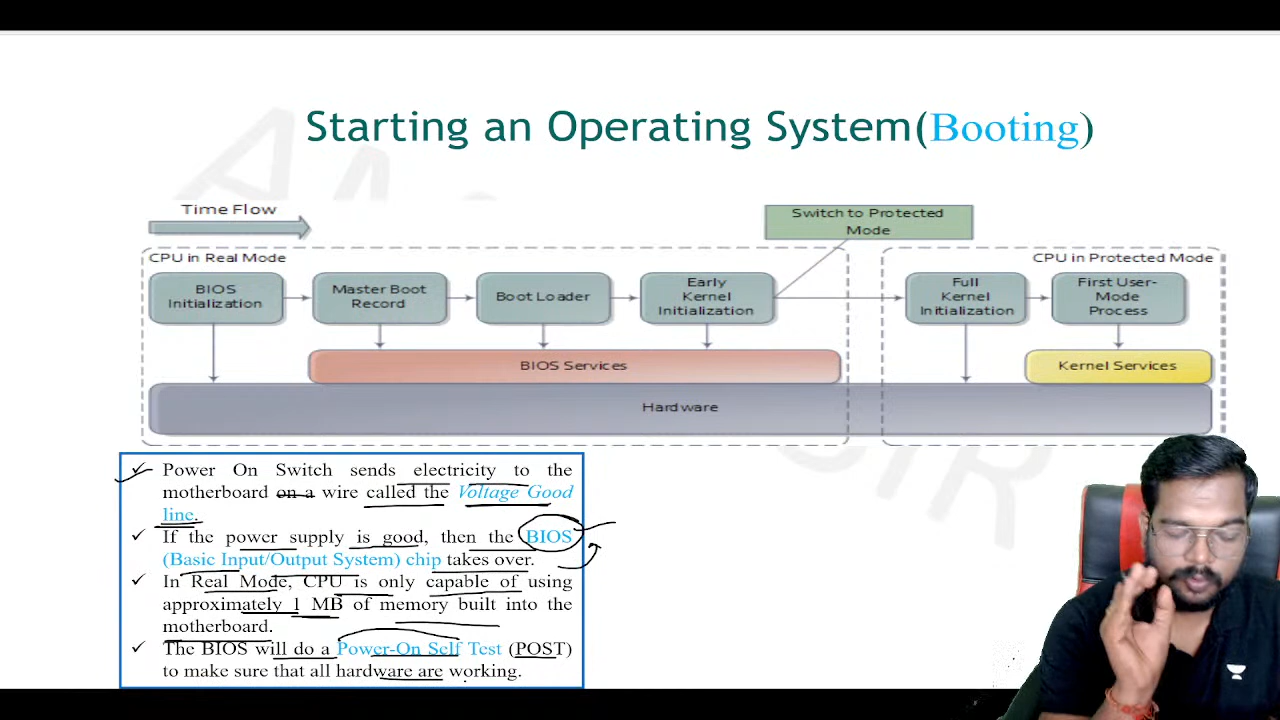 Starting an Operating System(Booting)
Time Flow
Switch to Protected
Mode
CPU in Real Mode
CPU in Protected Mode
BIOS
Initialization
Master Boot
Record
Boot Loader
Early
Kernel
Initialization
Full
Kernel
Initialization
First User-
Mode
Process
BIOS Services
Kernel Services
Hardware
Power On Switch sends electricity to the
motherboard on a wire called the Voltage Good
line.
If the power supply is good, then the BIOS
(Basic Input/Output System) chip takes over.
In Real Mode, CPU is only capable of using
approximately 1 MB of memory built into the
motherboard.
The BIOS will do a Power-On Self Test (POST)
to make sure that all hardware are working.